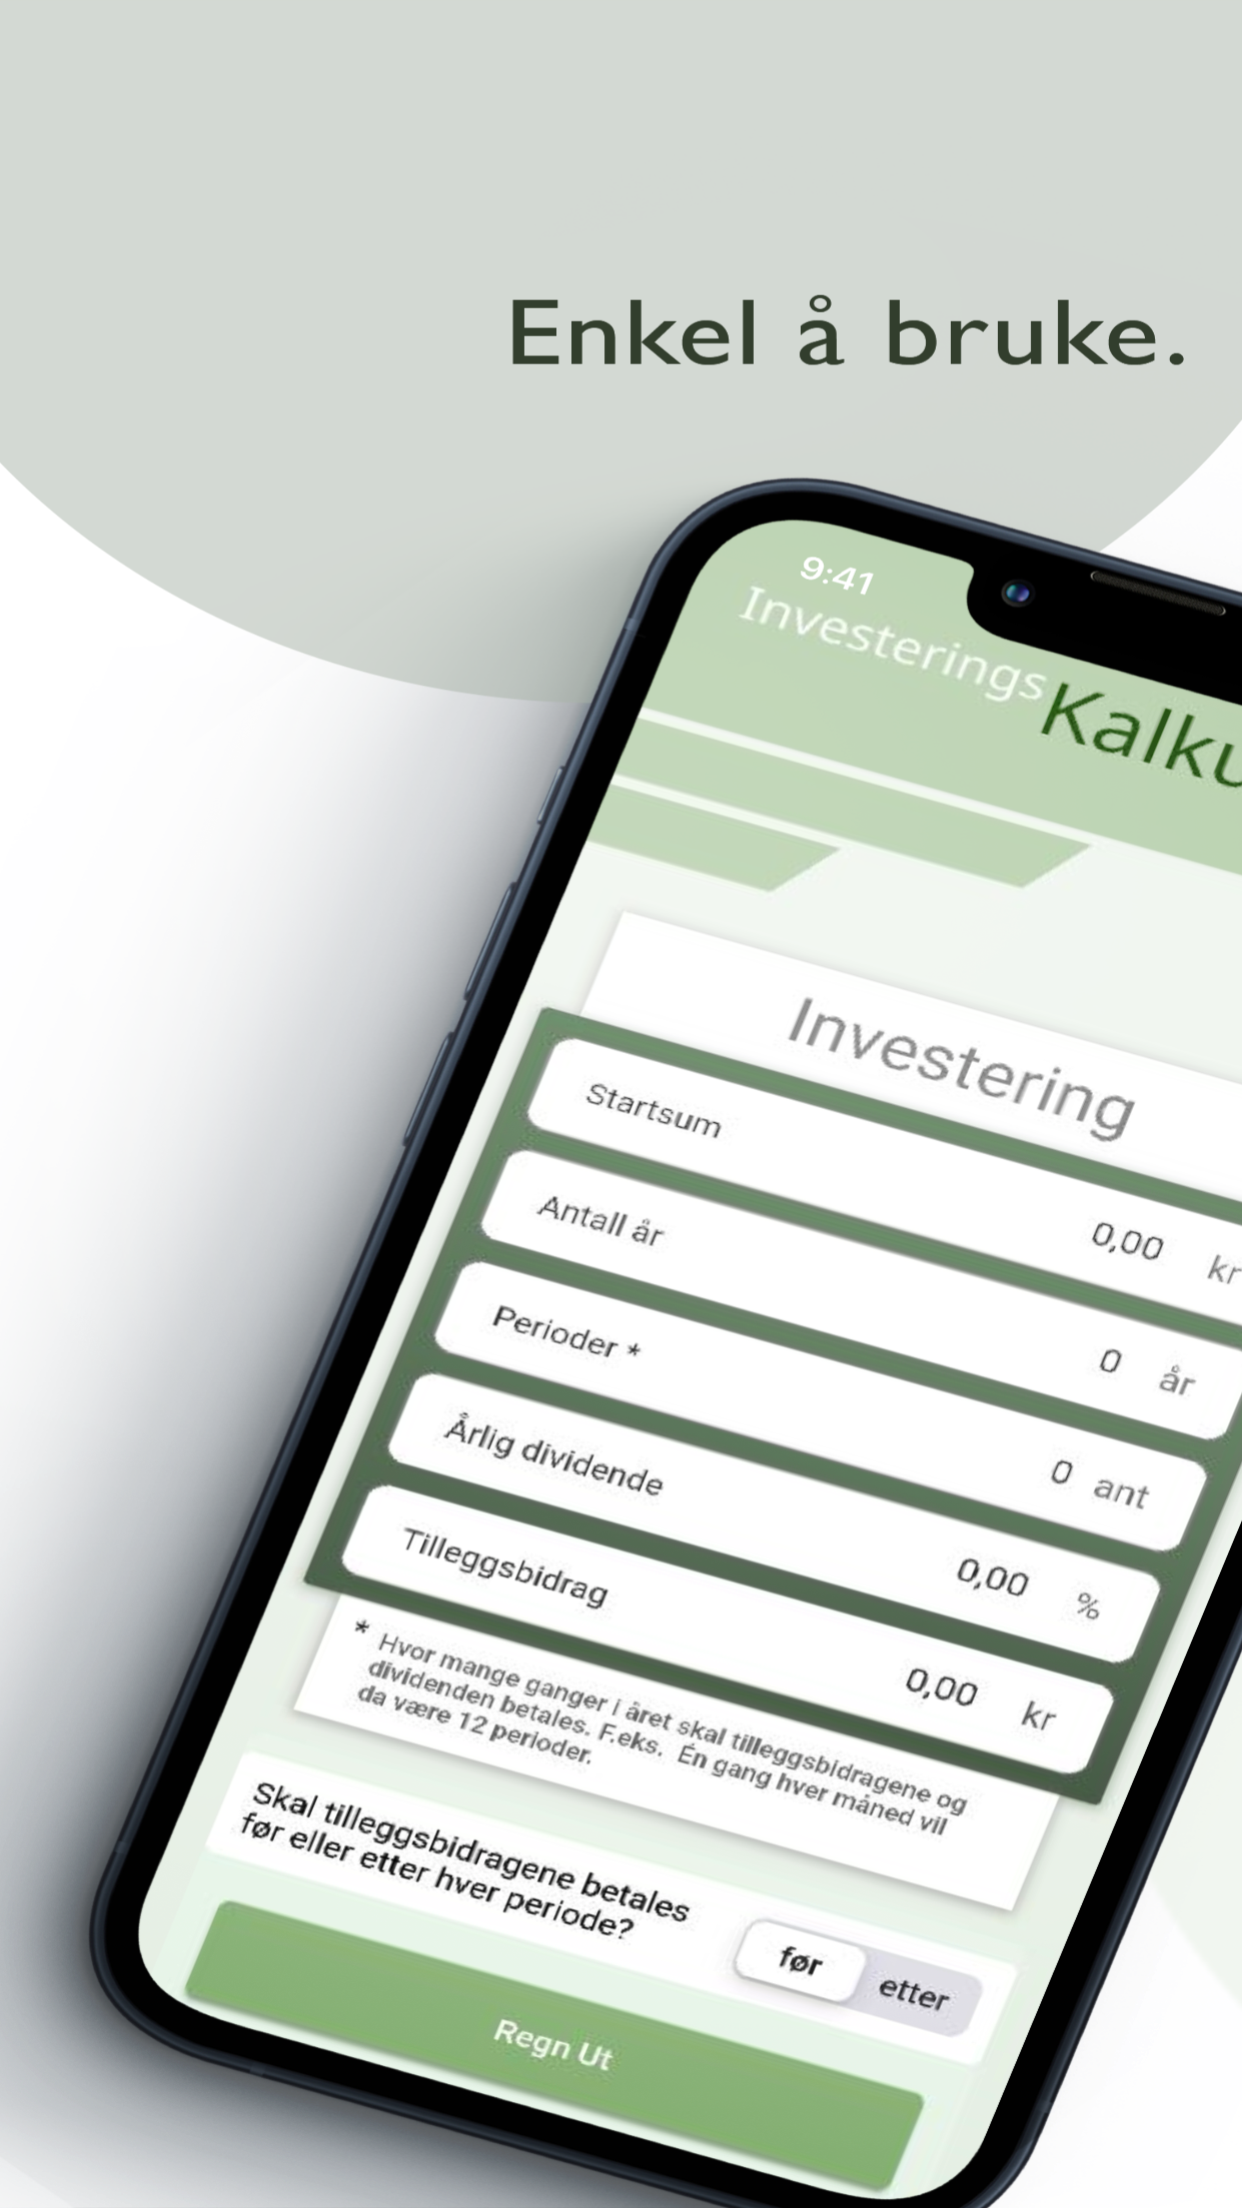 Enkel å bruke.
9:41
Investerings
Investering
Startsum 0,00 kr
Antall år 0 år
Perioder * 0 ant
Årlig dividende 0,00 %
Tilleggsbidrag 0,00 kr
* Hvor mange ganger i året skal tilleggsbidragene og
dividenden betales. F.eks. Én gang hver måned vil
da være 12 perioder.
Skal tilleggsbidragene betales
før eller etter hver periode?
før etter
Regn Ut